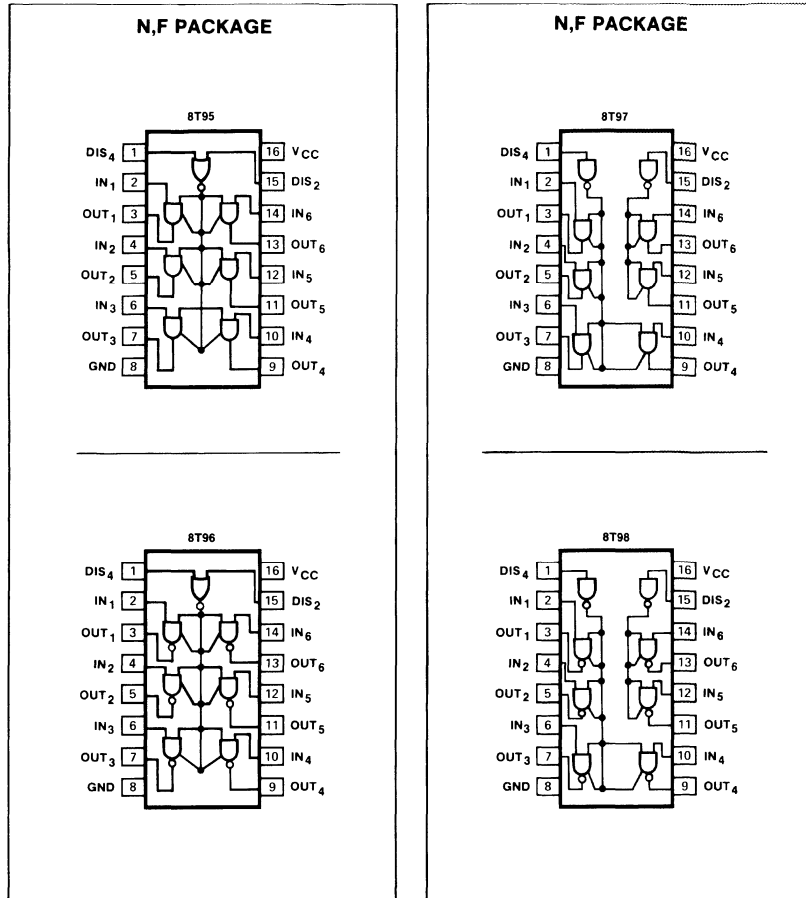 N,F PACKAGE
8T95
DIS4 1 16 VCC
IN1 2 15 DIS2
OUT1 3 14 IN6
IN2 4 13 OUT6
OUT2 5 12 IN5
IN3 6 11 OUT5
OUT3 7 10 IN4
GND 8 9 OUT4
8T96
DIS4 1 16 VCC
IN1 2 15 DIS2
OUT1 3 14 IN6
IN2 4 13 OUT6
OUT2 5 12 IN5
IN3 6 11 OUT5
OUT3 7 10 IN4
GND 8 9 OUT4
N,F PACKAGE
8T97
DIS4 1 16 VCC
IN1 2 15 DIS2
OUT1 3 14 IN6
IN2 4 13 OUT6
OUT2 5 12 IN5
IN3 6 11 OUT5
OUT3 7 10 IN4
GND 8 9 OUT4
8T98
DIS4 1 16 VCC
IN1 2 15 DIS2
OUT1 3 14 IN6
IN2 4 13 OUT6
OUT2 5 12 IN5
IN3 6 11 OUT5
OUT3 7 10 IN4
GND 8 9 OUT4